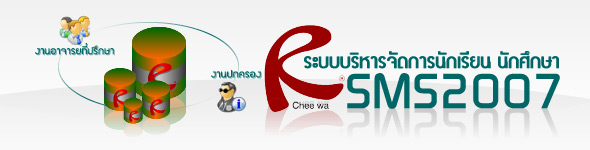 งานอาจารย์ที่ปรึกษา
งานปกครอง
R
Chee wa
ระบบบริหารจัดการนักเรียน นักศึกษา
®SMS2007